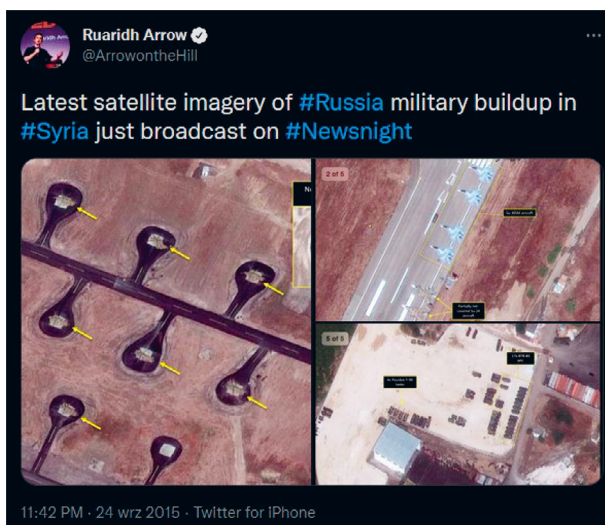 Ruaridh Arrow
@ArrowontheHill
Latest satellite imagery of #Russia military buildup in
#Syria just broadcast on #Newsnight
2 of 5
5 of 5
11:42 PM · 24 wrz 2015 · Twitter for iPhone